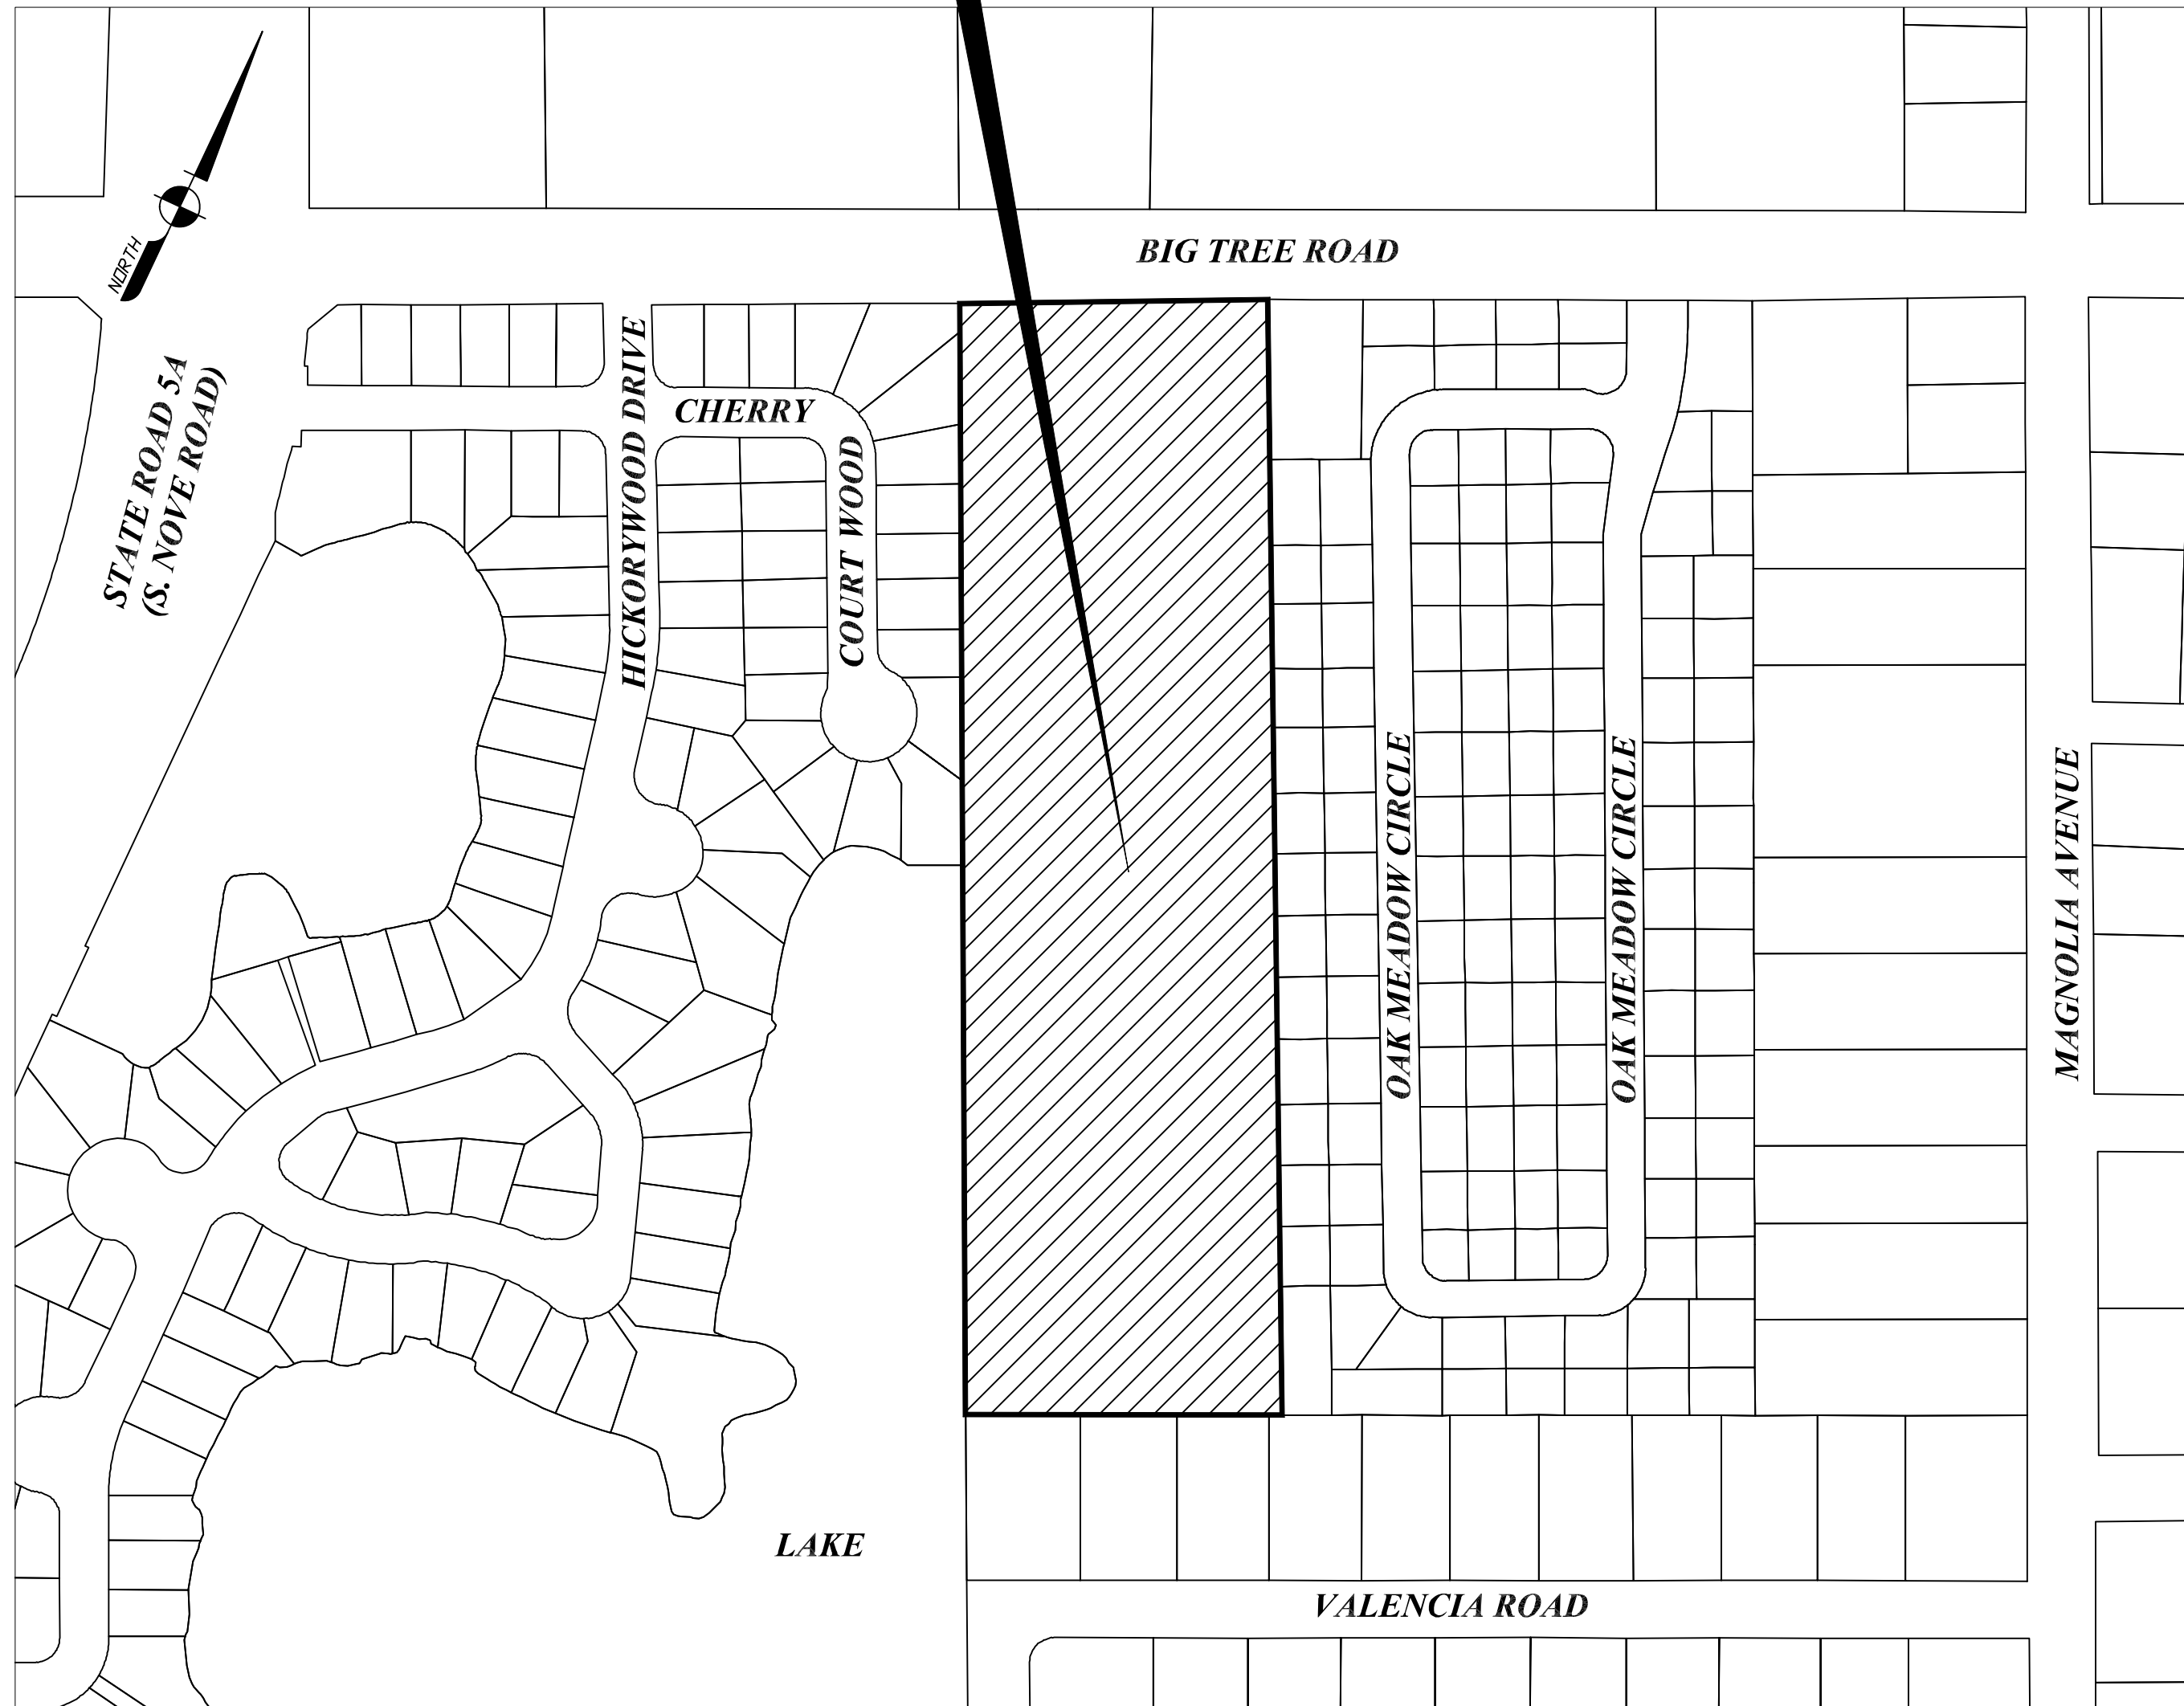 BIG TREE ROAD
NORTH
STATE ROAD 5A
(S. NOVE ROAD)
HICKORYWOOD DRIVE
CHERRY
COURT WOOD
OAK MEADOW CIRCLE
OAK MEADOW CIRCLE
MAGNOLIA AVENUE
LAKE
VALENCIA ROAD